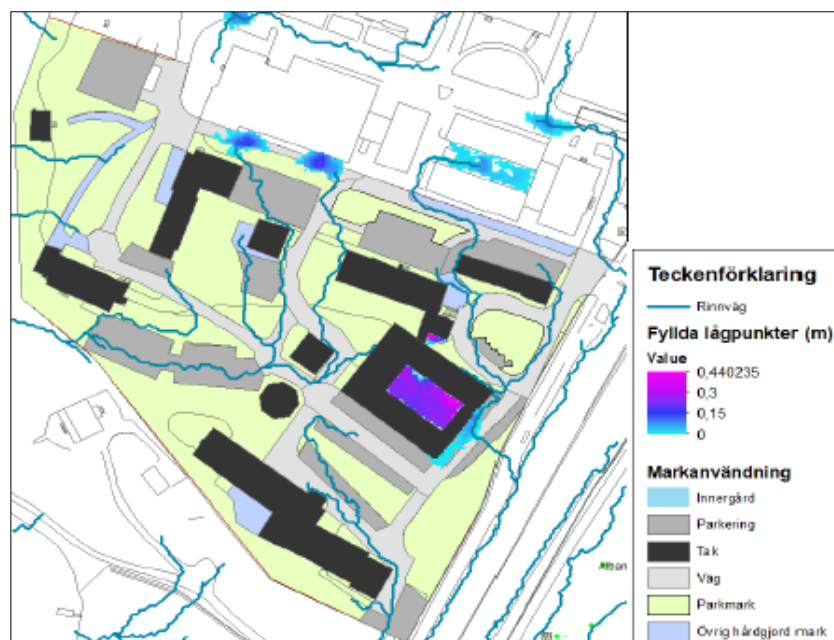 Teckenförklaring
Rinnväg
Fyllda lågpunkter (m)
Value
0,440235
0,3
0,15
0
Markanvändning
Innergård
Parkering
Tak
Väg
Parkmark
Övrig hårdgjord mark